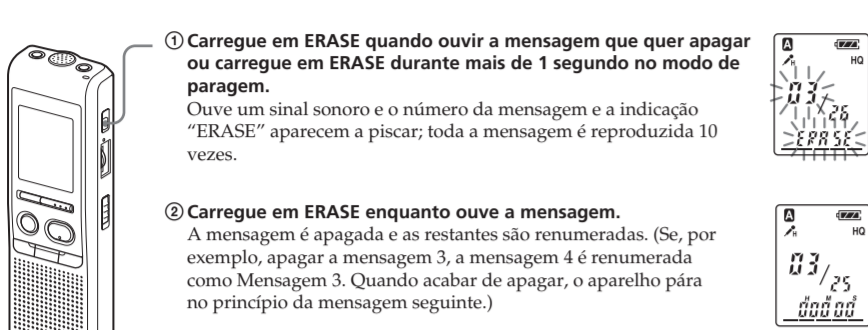 ① Carregue em ERASE quando ouvir a mensagem que quer apagar
ou carregue em ERASE durante mais de 1 segundo no modo de
paragem.
Ouve um sinal sonoro e o número da mensagem e a indicação
“ERASE” aparecem a piscar; toda a mensagem é reproduzida 10
vezes.
A
H HQ
03/26
ERASE
② Carregue em ERASE enquanto ouve a mensagem.
A mensagem é apagada e as restantes são renumeradas. (Se, por
exemplo, apagar a mensagem 3, a mensagem 4 é renumerada
como Mensagem 3. Quando acabar de apagar, o aparelho pára
no princípio da mensagem seguinte.)
A
H HQ
03/25
H M S
00 00 00